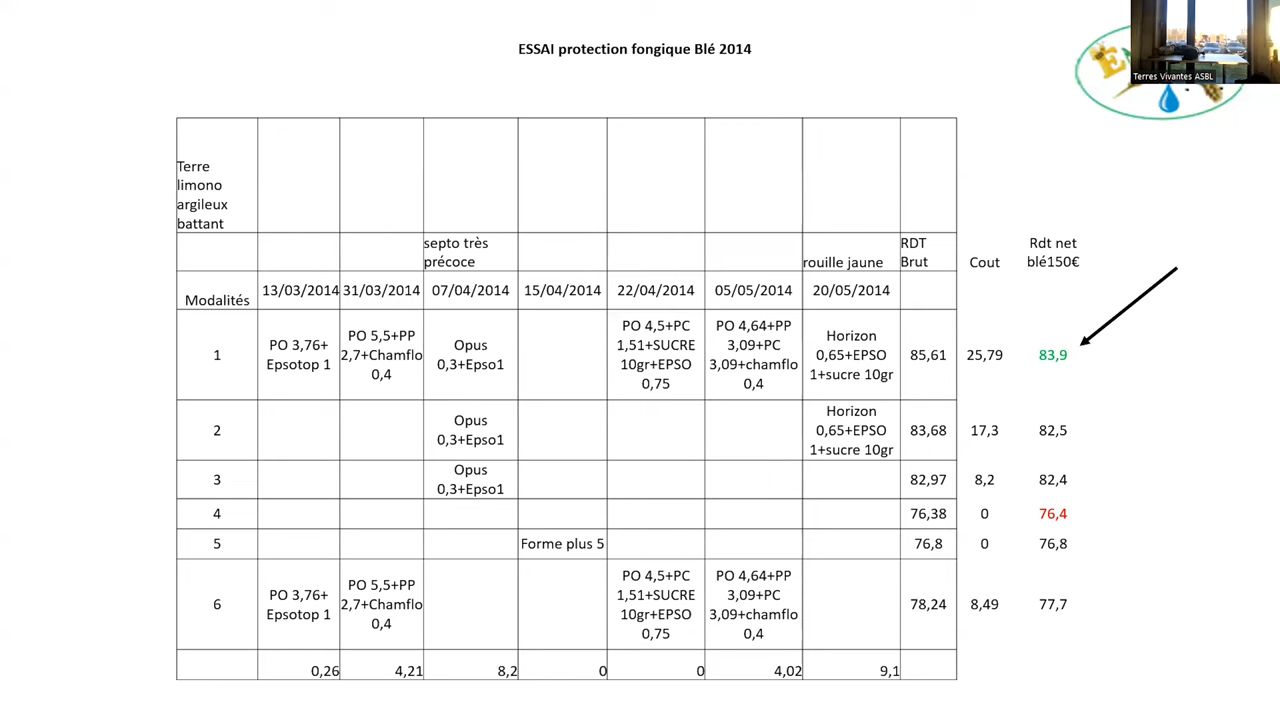 ESSAI protection fongique Blé 2014
Terres Vivantes ASBL
Terre
limono
argileux
battant
septo très
précoce
rouille jaune
RDT
Brut
Cout
Rdt net
blé150€
Modalités
13/03/2014
31/03/2014
07/04/2014
15/04/2014
22/04/2014
05/05/2014
20/05/2014
1
PO 3,76+
Epsotop 1
PO 5,5+PP
2,7+Chamflo
0,4
Opus
0,3+Epso1
PO 4,5+PC
1,51+SUCRE
10gr+EPSO
0,75
PO 4,64+PP
3,09+PC
3,09+chamflo
0,4
Horizon
0,65+EPSO
1+sucre 10gr
85,61
25,79
83,9
2
Opus
0,3+Epso1
Horizon
0,65+EPSO
1+sucre 10gr
83,68
17,3
82,5
3
Opus
0,3+Epso1
82,97
8,2
82,4
4
76,38
0
76,4
5
Forme plus 5
76,8
0
76,8
6
PO 3,76+
Epsotop 1
PO 5,5+PP
2,7+Chamflo
0,4
PO 4,5+PC
1,51+SUCRE
10gr+EPSO
0,75
PO 4,64+PP
3,09+PC
3,09+chamflo
0,4
78,24
8,49
77,7
0,26
4,21
8,2
0
0
4,02
9,1